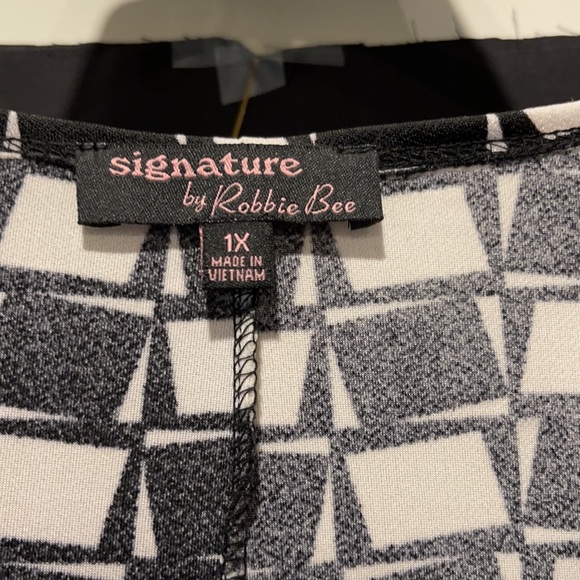 signature
by Robbie Bee
1X
MADE IN
VIETNAM